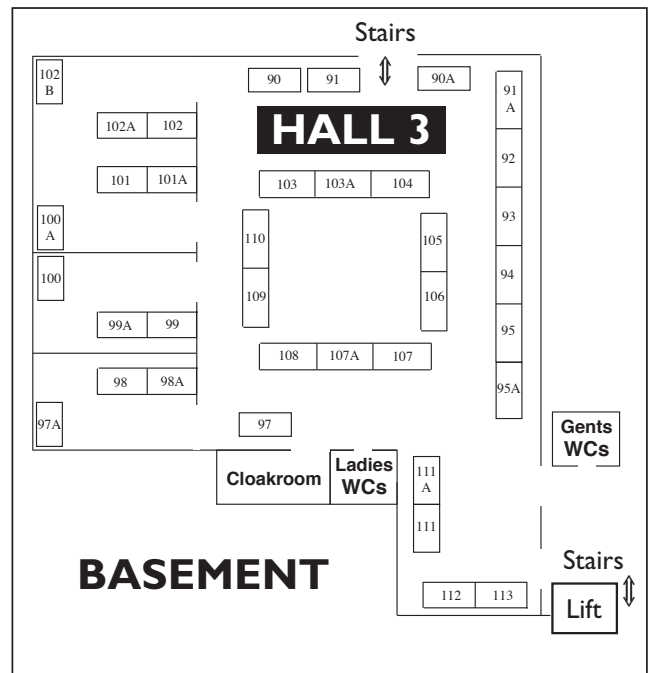 Stairs
102
B
90
91
90A
91
A
102A
102
HALL 3
92
101
101A
103
103A
104
93
100
A
110
105
94
100
109
106
99A
99
95
108
107A
107
98
98A
95A
97A
97
Gents
WCs
Cloakroom
Ladies
WCs
111
A
111
BASEMENT
Stairs
112
113
Lift